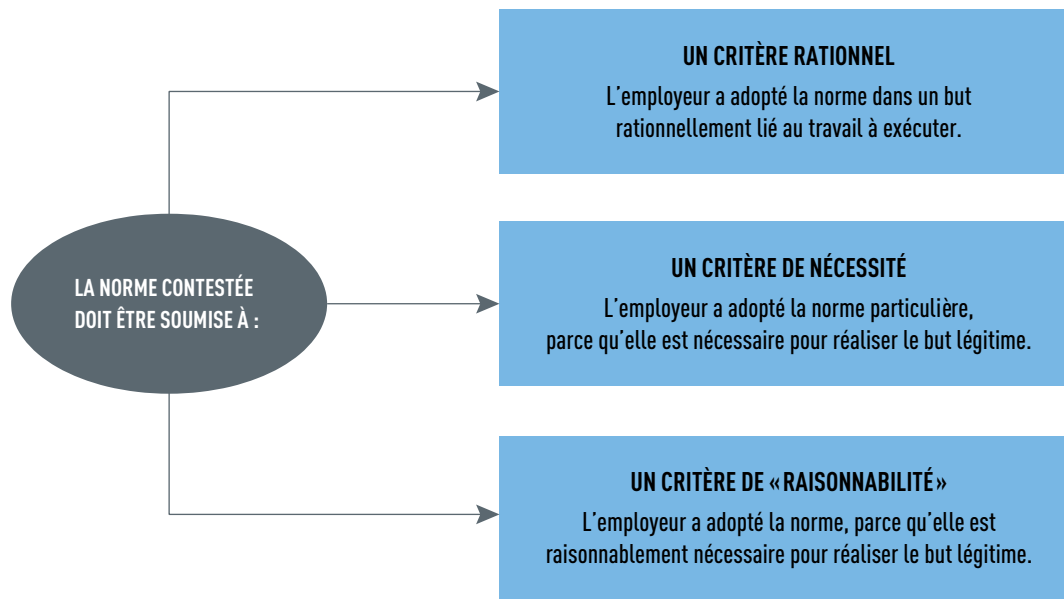 LA NORME CONTESTÉE
DOIT ÊTRE SOUMISE À :
UN CRITÈRE RATIONNEL
L'employeur a adopté la norme dans un but
rationnellement lié au travail à exécuter.
UN CRITÈRE DE NÉCESSITÉ
L'employeur a adopté la norme particulière,
parce qu'elle est nécessaire pour réaliser le but légitime.
UN CRITÈRE DE « RAISONNABILITÉ »
L'employeur a adopté la norme, parce qu'elle est
raisonnablement nécessaire pour réaliser le but légitime.